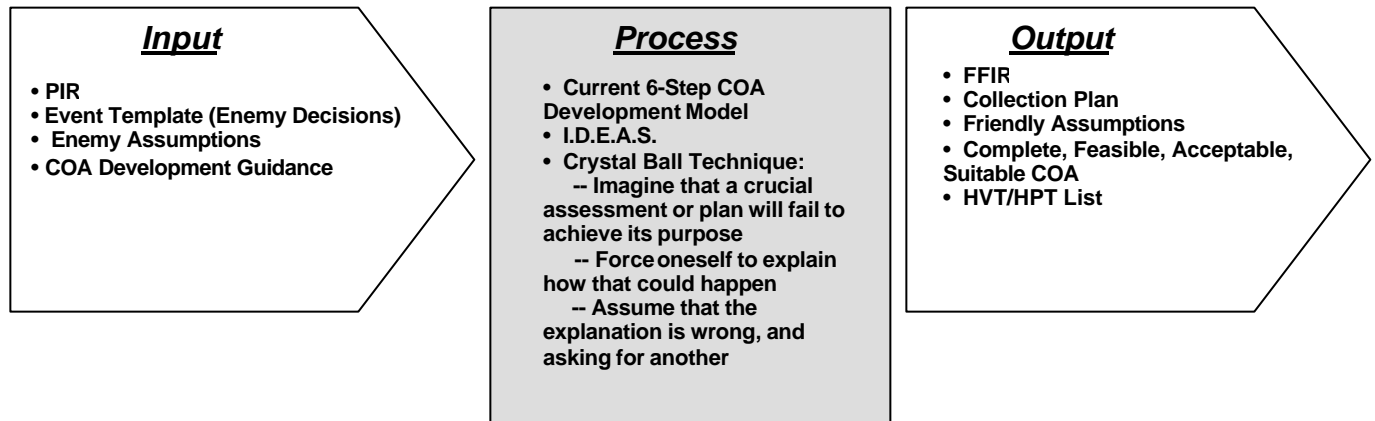 Input
• PIR
• Event Template (Enemy Decisions)
• Enemy Assumptions
• COA Development Guidance
Process
• Current 6-Step COA
Development Model
• I.D.E.A.S.
• Crystal Ball Technique:
-- Imagine that a crucial
assessment or plan will fail to
achieve its purpose
-- Force oneself to explain
how that could happen
-- Assume that the
explanation is wrong, and
asking for another
Output
• FFIR
• Collection Plan
• Friendly Assumptions
• Complete, Feasible, Acceptable,
Suitable COA
• HVT/HPT List